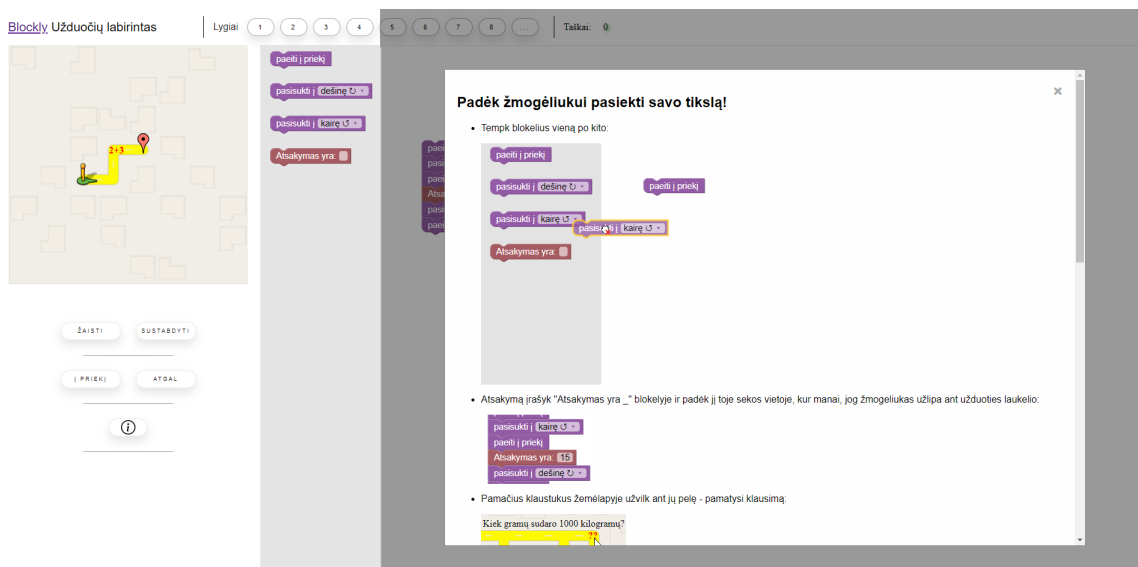 Blockly Užduočių labirintas
Lygiai 1 2 3 4 5 6 7 8 ... Taškai: 0
2+3
paeiti į priekį
pasisukti į dešinę ↻
pasisukti į kairę ↺
Atsakymas yra:
ŽAISTI SUSTABDYTI
Į PRIEKĮ ATGAL
i
Padėk žmogėliukui pasiekti savo tikslą!
×
• Tempk blokelius vieną po kito:
paeiti į priekį
pasisukti į dešinę ↻
paeiti į priekį
pasisukti į kairę ↺
pasisukti į kairę ↺
Atsakymas yra:
• Atsakymą įrašyk "Atsakymas yra _" blokelyje ir padėk jį toje sekos vietoje, kur manai, jog žmogeliukas užlipa ant užduoties laukelio:
pasisukti į kairę ↺
paeiti į priekį
Atsakymas yra: 15
pasisukti į dešinę ↻
• Pamačius klaustukus žemėlapyje užvilk ant jų pelę - pamatysi klausimą:
Kiek gramų sudaro 1000 kilogramų?
??